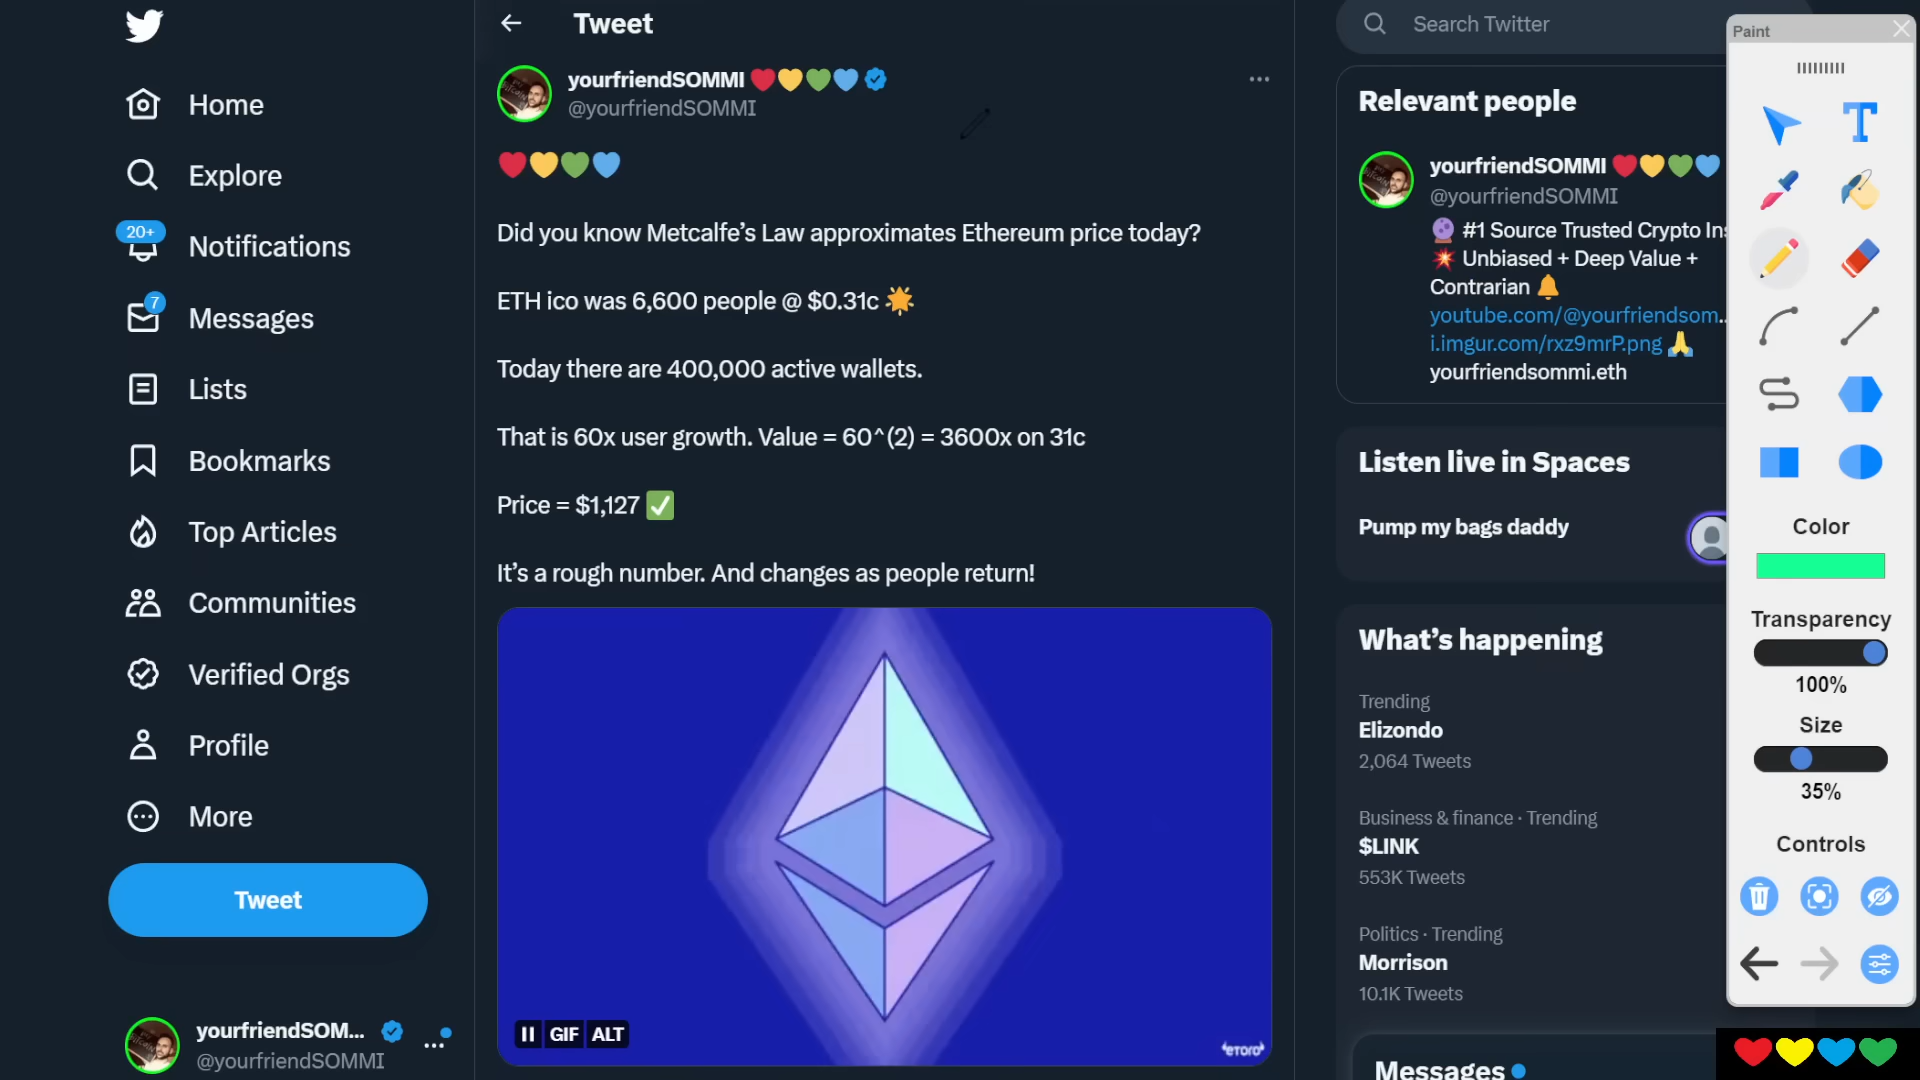 Home
Explore
20+
Notifications
7
Messages
Lists
Bookmarks
Top Articles
Communities
Verified Orgs
Profile
More
Tweet
yourfriendSOM...
@yourfriendSOMMI
Tweet
yourfriendSOMMI ❤️💛💚💙
@yourfriendSOMMI
❤️💛💚💙
Did you know Metcalfe’s Law approximates Ethereum price today?
ETH ico was 6,600 people @ $0.31c 🌟
Today there are 400,000 active wallets.
That is 60x user growth. Value = 60^(2) = 3600x on 31c
Price = $1,127 ✅
It’s a rough number. And changes as people return!
GIF ALT
eToro
Search Twitter
Relevant people
yourfriendSOMMI ❤️💛💚💙
@yourfriendSOMMI
🔮 #1 Source Trusted Crypto
💥 Unbiased + Deep Value +
Contrarian 🔔
youtube.com/@yourfriendsom...
i.imgur.com/rxz9mrP.png 🙏
yourfriendsommi.eth
Listen live in Spaces
Pump my bags daddy
What’s happening
Trending
Elizondo
2,064 Tweets
Business & finance · Trending
$LINK
553K Tweets
Politics · Trending
Morrison
10.1K Tweets
Messages
Paint
T
Color
Transparency
100%
Size
35%
Controls